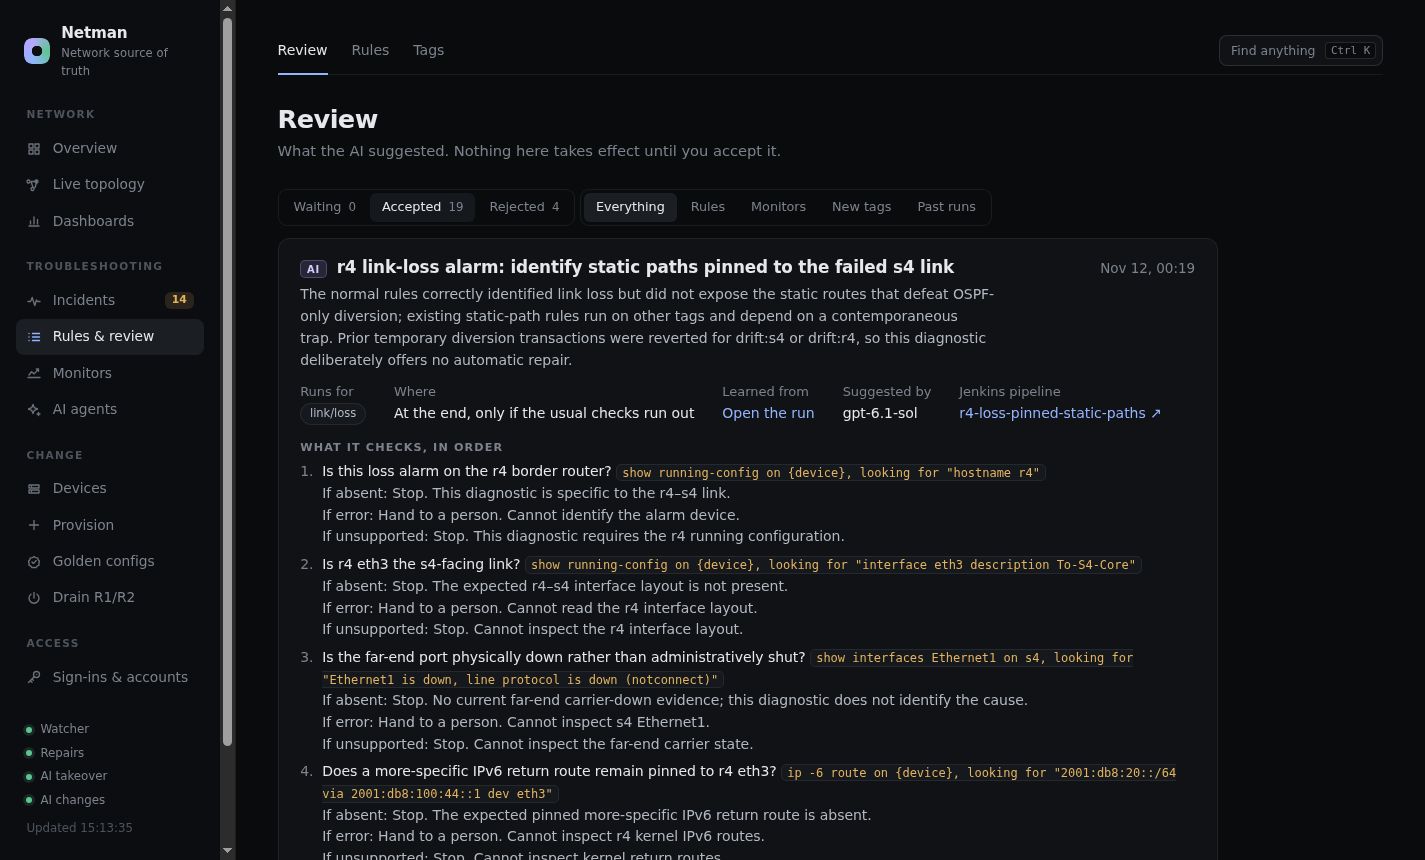 Netman
Network source of
truth
NETWORK
Overview
Live topology
Dashboards
TROUBLESHOOTING
Incidents 14
Rules & review
Monitors
AI agents
CHANGE
Devices
Provision
Golden configs
Drain R1/R2
ACCESS
Sign-ins & accounts
Watcher
Repairs
AI takeover
AI changes
Updated 15:13:35
Review Rules Tags
Find anything Ctrl K
Review
What the AI suggested. Nothing here takes effect until you accept it.
Waiting 0 Accepted 19 Rejected 4 Everything Rules Monitors New tags Past runs
AI r4 link-loss alarm: identify static paths pinned to the failed s4 link Nov 12, 00:19
The normal rules correctly identified link loss but did not expose the static routes that defeat OSPF-
only diversion; existing static-path rules run on other tags and depend on a contemporaneous
trap. Prior temporary diversion transactions were reverted for drift:s4 or drift:r4, so this diagnostic
deliberately offers no automatic repair.
Runs for Where Learned from Suggested by Jenkins pipeline
link/loss At the end, only if the usual checks run out Open the run gpt-6.1-sol r4-loss-pinned-static-paths ↗
WHAT IT CHECKS, IN ORDER
1. Is this loss alarm on the r4 border router? show running-config on {device}, looking for "hostname r4"
If absent: Stop. This diagnostic is specific to the r4–s4 link.
If error: Hand to a person. Cannot identify the alarm device.
If unsupported: Stop. This diagnostic requires the r4 running configuration.
2. Is r4 eth3 the s4-facing link? show running-config on {device}, looking for "interface eth3 description To-S4-Core"
If absent: Stop. The expected r4–s4 interface layout is not present.
If error: Hand to a person. Cannot read the r4 interface layout.
If unsupported: Stop. Cannot inspect the r4 interface layout.
3. Is the far-end port physically down rather than administratively shut? show interfaces Ethernet1 on s4, looking for
"Ethernet1 is down, line protocol is down (notconnect)"
If absent: Stop. No current far-end carrier-down evidence; this diagnostic does not identify the cause.
If error: Hand to a person. Cannot inspect s4 Ethernet1.
If unsupported: Stop. Cannot inspect the far-end carrier state.
4. Does a more-specific IPv6 return route remain pinned to r4 eth3? ip -6 route on {device}, looking for "2001:db8:20::/64
via 2001:db8:100:44::1 dev eth3"
If absent: Stop. The expected pinned more-specific IPv6 return route is absent.
If error: Hand to a person. Cannot inspect r4 kernel IPv6 routes.
If unsupported: Stop. Cannot inspect kernel return routes.